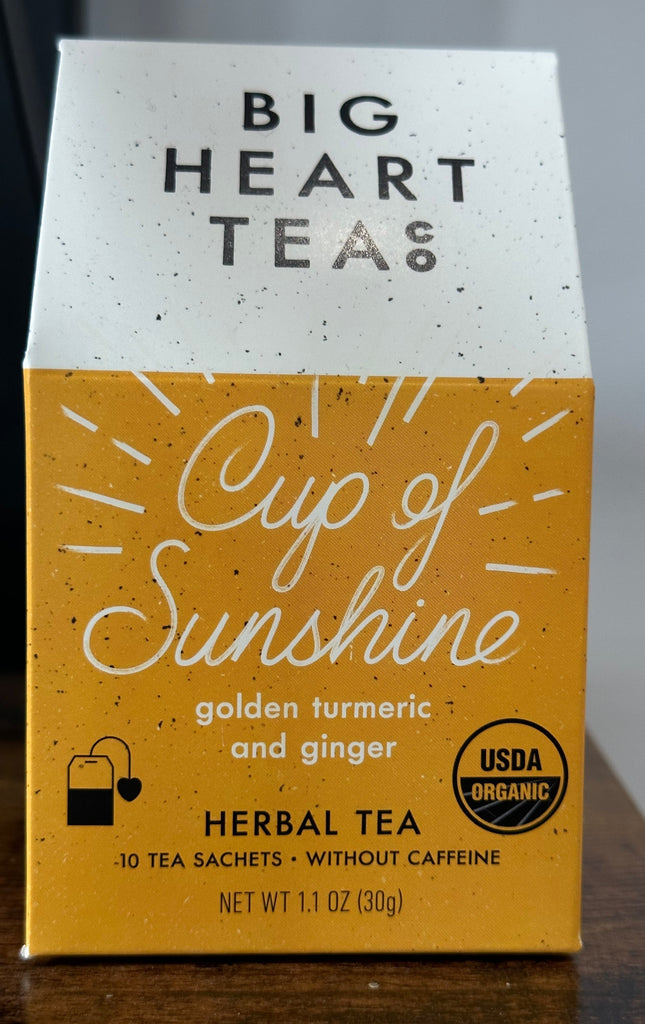 BIG
HEART
TEA CO
Cup of
Sunshine
golden turmeric
and ginger
USDA
ORGANIC
HERBAL TEA
10 TEA SACHETS • WITHOUT CAFFEINE
NET WT 1.1 OZ (30g)